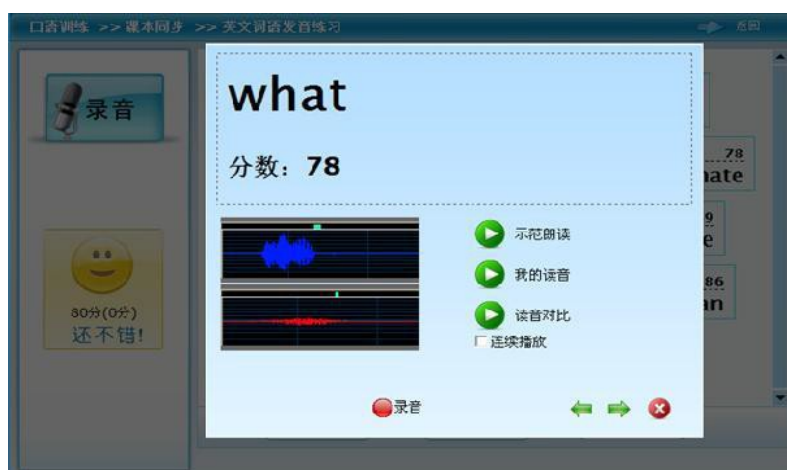 口语训练 >> 课本同步 >> 英文词语发音练习
返回
录音
what
分数：78
示范朗读
我的读音
读音对比
连续播放
录音
80分(0分)
还不错!
78
nate
9
e
86
an